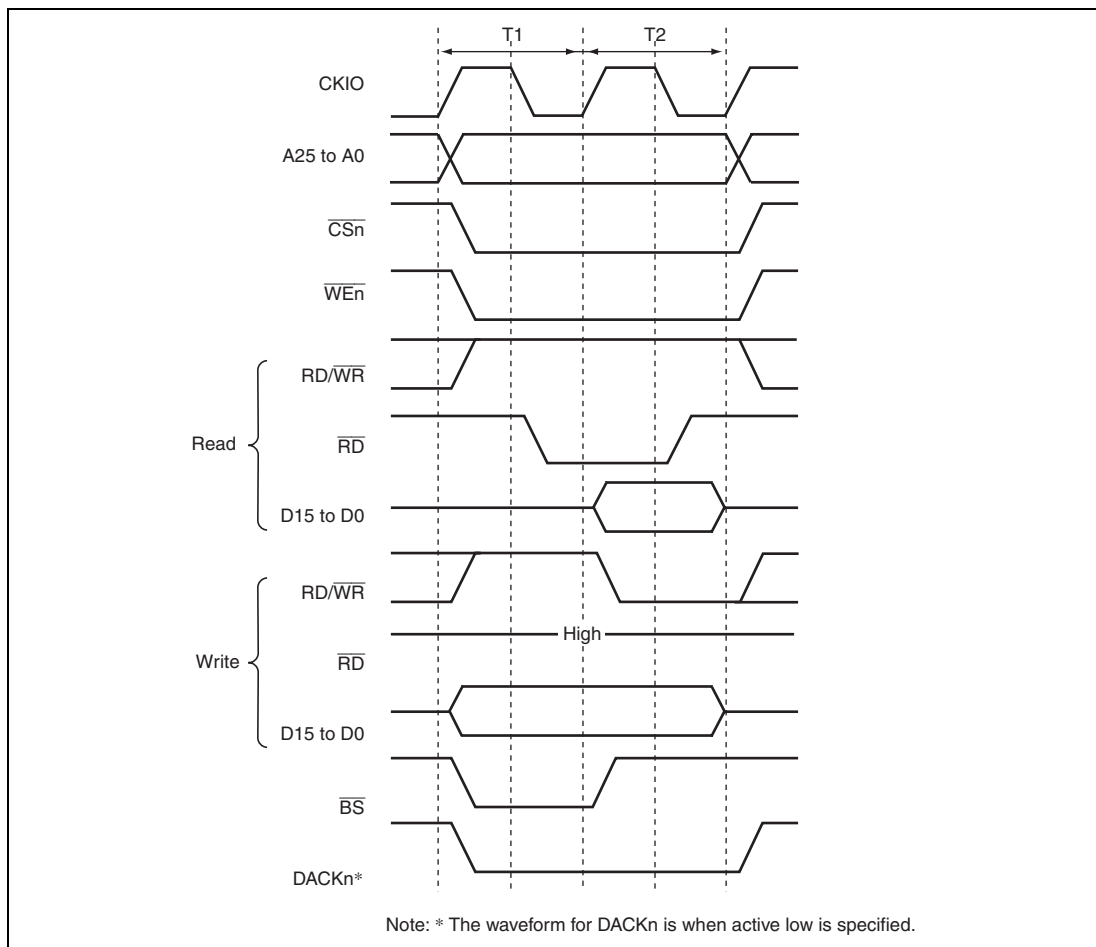 T1 T2
CKIO
A25 to A0
CSn
WEn
RD/WR
Read
RD
D15 to D0
RD/WR
High
Write
RD
D15 to D0
BS
DACKn*
Note: * The waveform for DACKn is when active low is specified.